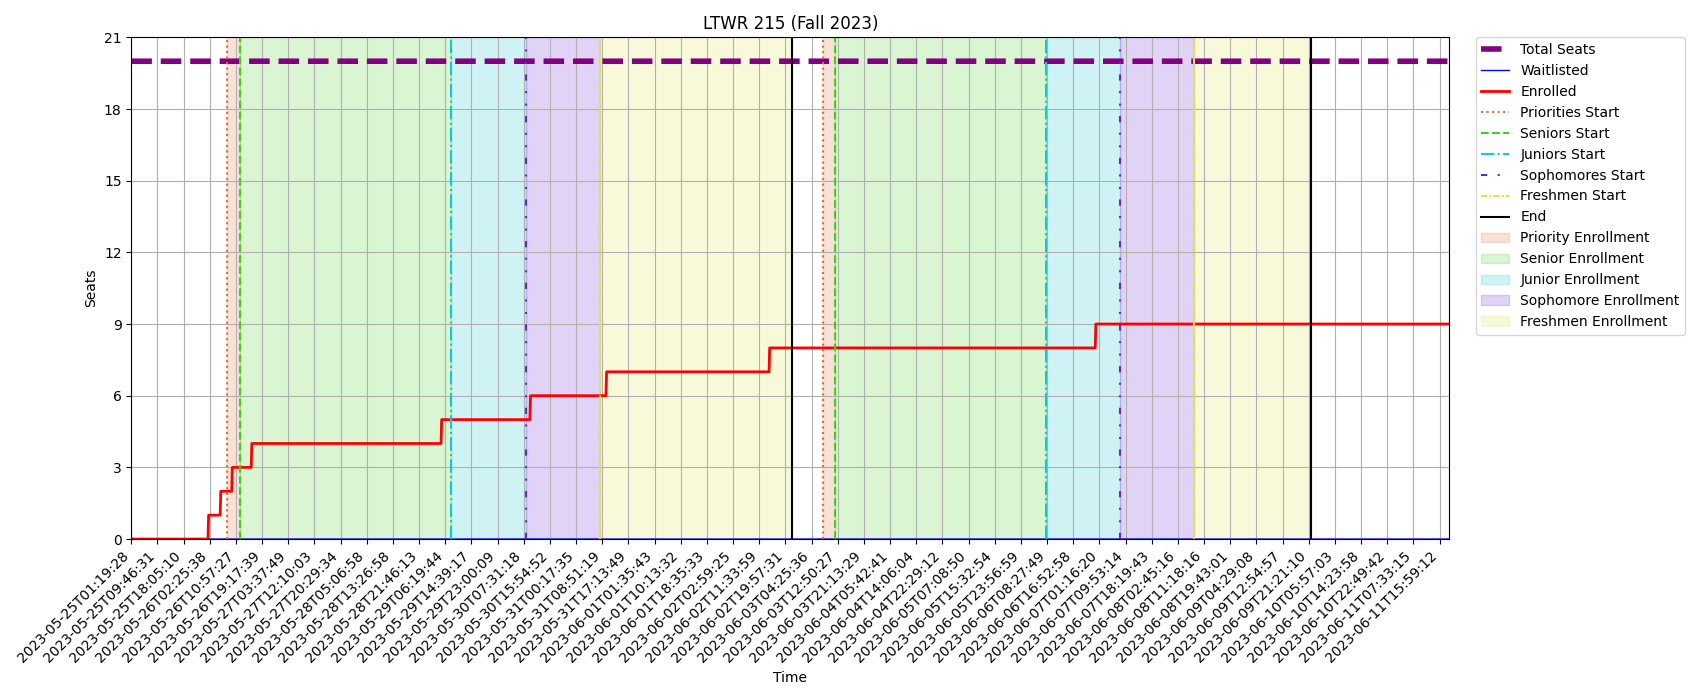 LTWR 215 (Fall 2023)
21
18
15
12
9
6
3
0
Seats
2023-05-25T01:19:28
2023-05-25T09:46:31
2023-05-25T18:05:10
2023-05-26T02:25:38
2023-05-26T10:57:27
2023-05-26T19:17:39
2023-05-27T03:37:49
2023-05-27T12:10:03
2023-05-27T20:29:34
2023-05-28T05:06:58
2023-05-28T13:26:58
2023-05-28T21:46:13
2023-05-29T06:19:44
2023-05-29T14:39:17
2023-05-29T23:00:09
2023-05-30T07:31:18
2023-05-30T15:54:52
2023-05-31T00:17:35
2023-05-31T08:51:19
2023-05-31T17:13:49
2023-06-01T01:35:43
2023-06-01T10:13:32
2023-06-01T18:35:33
2023-06-02T02:59:25
2023-06-02T11:33:59
2023-06-02T19:57:31
2023-06-03T04:25:36
2023-06-03T12:50:27
2023-06-03T21:13:29
2023-06-04T05:42:41
2023-06-04T14:06:04
2023-06-04T22:29:12
2023-06-05T07:08:50
2023-06-05T15:32:54
2023-06-05T23:56:59
2023-06-06T08:27:49
2023-06-06T16:52:58
2023-06-07T01:16:20
2023-06-07T09:53:14
2023-06-07T18:19:43
2023-06-08T02:45:16
2023-06-08T11:18:16
2023-06-08T19:43:01
2023-06-09T04:29:08
2023-06-09T12:54:57
2023-06-09T21:21:10
2023-06-10T05:57:03
2023-06-10T14:23:58
2023-06-10T22:49:42
2023-06-11T07:33:15
2023-06-11T15:59:12
Time
Total Seats
Waitlisted
Enrolled
Priorities Start
Seniors Start
Juniors Start
Sophomores Start
Freshmen Start
End
Priority Enrollment
Senior Enrollment
Junior Enrollment
Sophomore Enrollment
Freshmen Enrollment